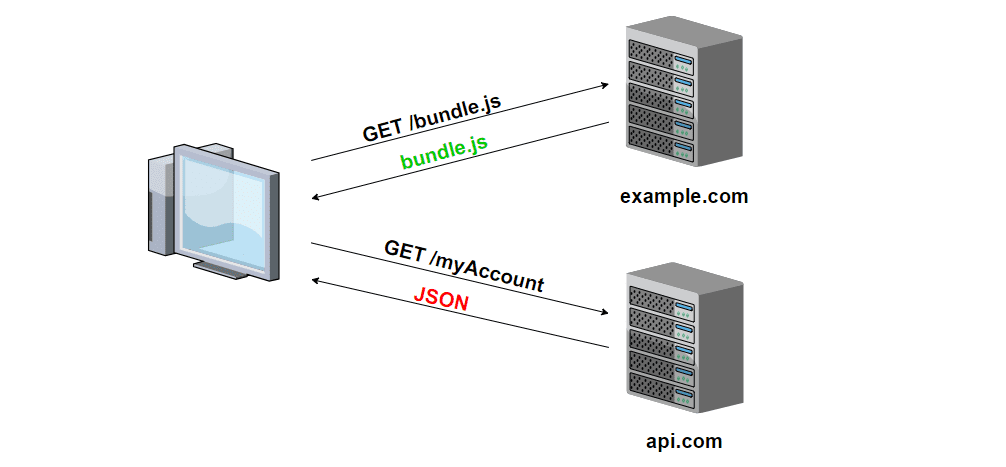 GET /bundle.js
bundle.js
example.com
GET /myAccount
JSON
api.com